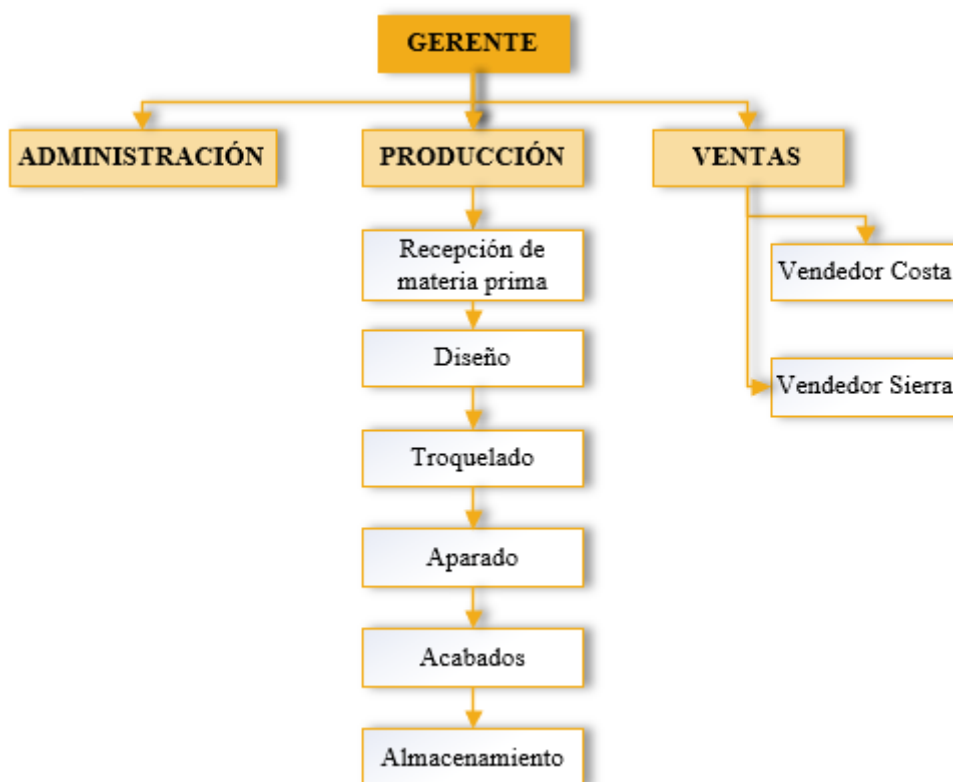 GERENTE
ADMINISTRACIÓN
PRODUCCIÓN
VENTAS
Recepción de
materia prima
Diseño
Troquelado
Aparado
Acabados
Almacenamiento
Vendedor Costa
Vendedor Sierra